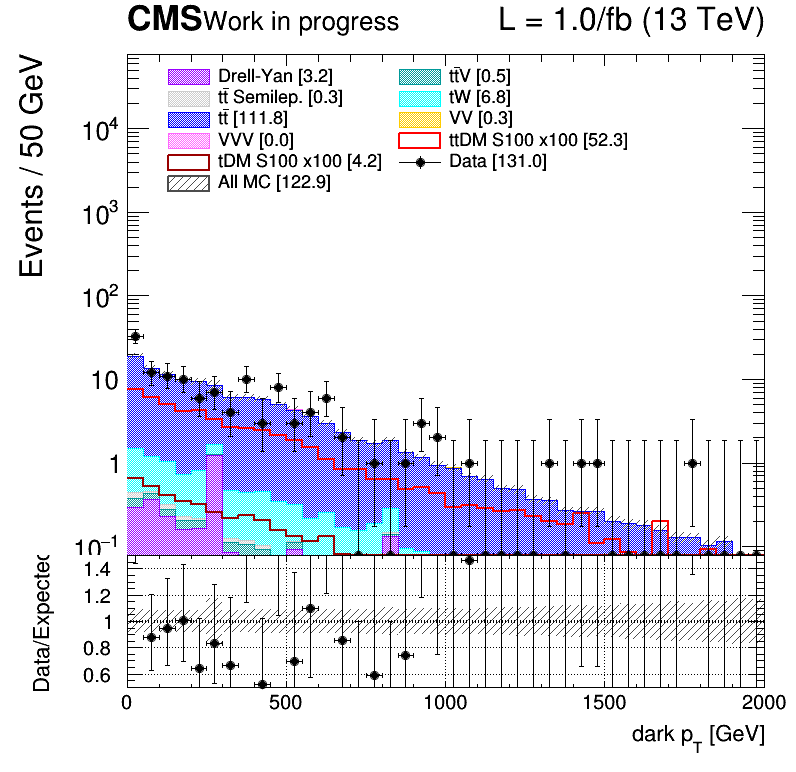 CMS Work in progress L = 1.0/fb (13 TeV)
Events / 50 GeV
Drell-Yan [3.2] tt̄V [0.5]
tt̄ Semilep. [0.3] tW [6.8]
tt̄ [111.8] VV [0.3]
VVV [0.0] ttDM S100 x100 [52.3]
tDM S100 x100 [4.2] Data [131.0]
All MC [122.9]
10⁴
10³
10²
10
1
10⁻¹
Data/Expected
1.4
1.2
1
0.8
0.6
0 500 1000 1500 2000
dark p_T [GeV]